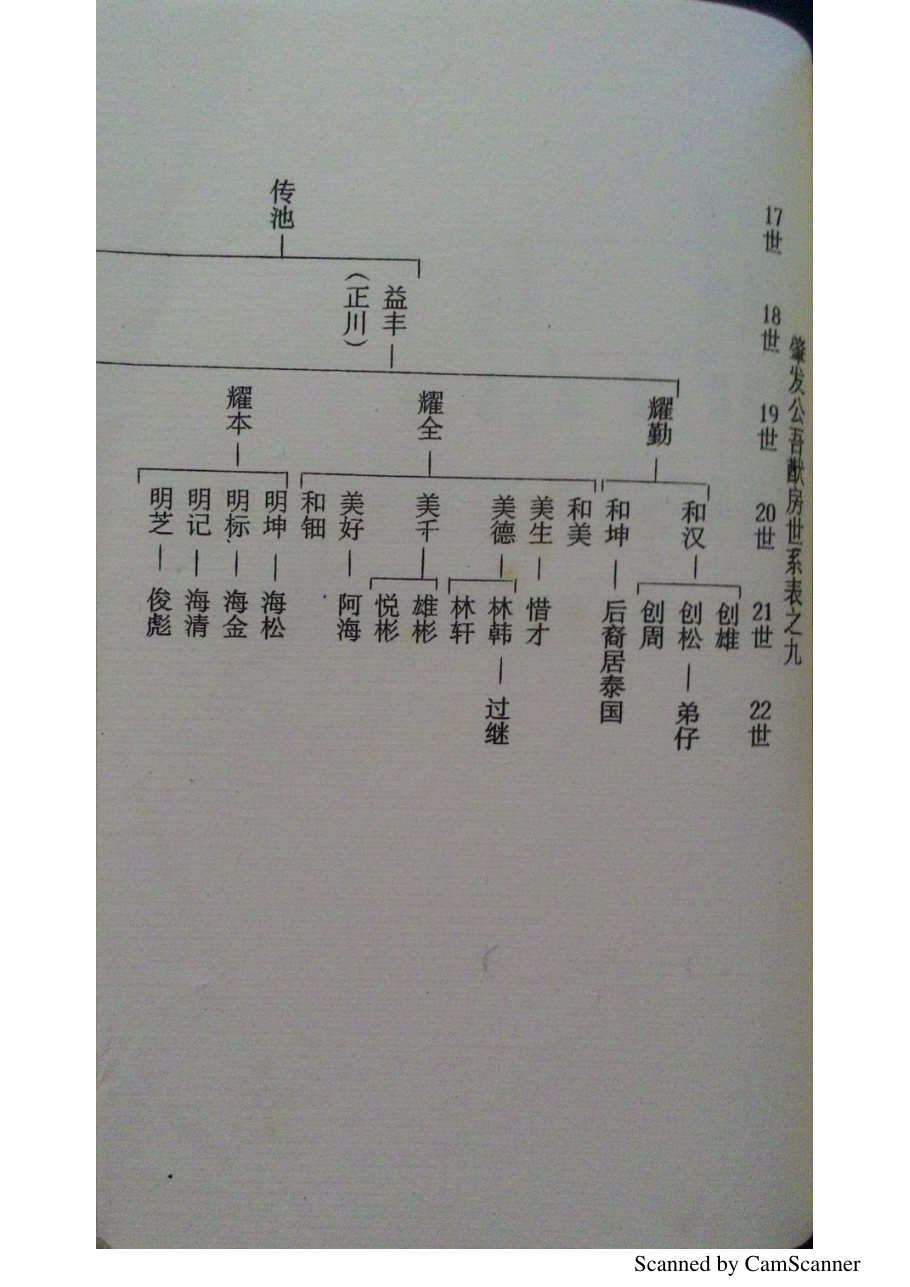 肇发公吾猷房世系表之九
17世
18世
19世
20世
21世
22世
传池
益丰
（正川）
耀勤
耀全
耀本
和汉
和坤
和美
美生
美德
美千
美好
和钿
明坤
明标
明记
明芝
创雄
创松
创周
后裔居泰国
惜才
林韩
林轩
雄彬
悦彬
阿海
海松
海金
海清
俊彪
弟仔
过继
Scanned by CamScanner